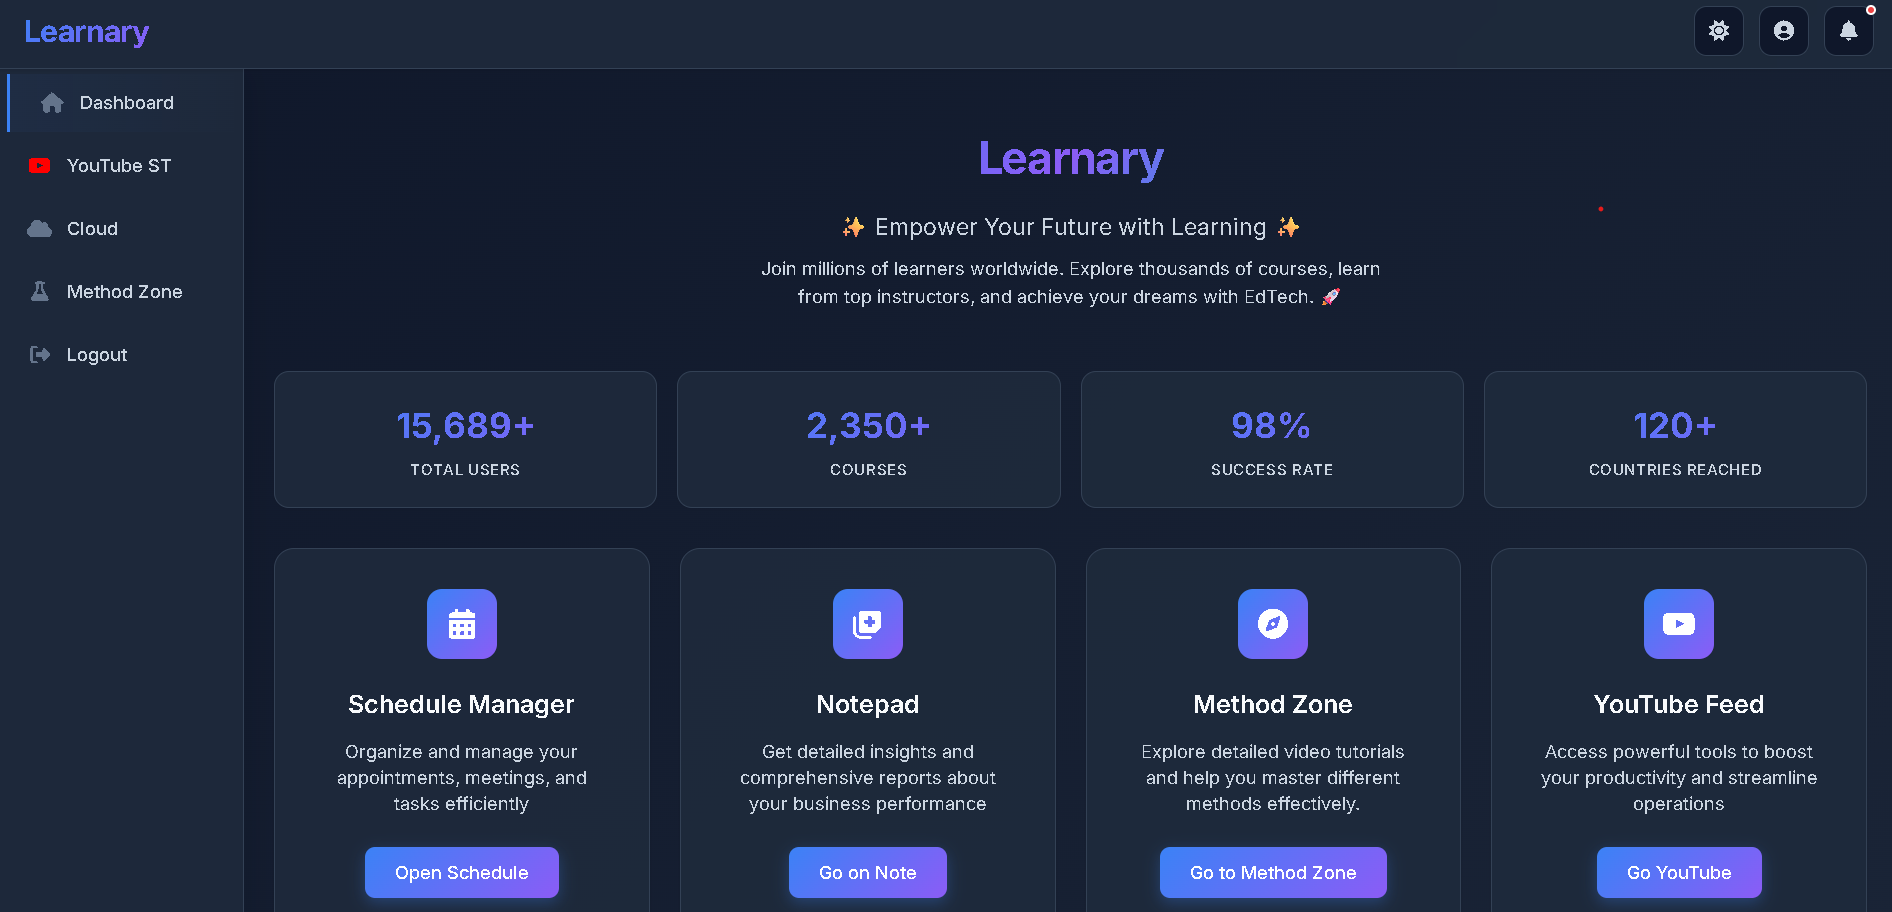 Learnary
Dashboard
YouTube ST
Cloud
Method Zone
Logout
Learnary
✨ Empower Your Future with Learning ✨
Join millions of learners worldwide. Explore thousands of courses, learn
from top instructors, and achieve your dreams with EdTech. 🚀
15,689+
TOTAL USERS
2,350+
COURSES
98%
SUCCESS RATE
120+
COUNTRIES REACHED
Schedule Manager
Organize and manage your
appointments, meetings, and
tasks efficiently
Open Schedule
Notepad
Get detailed insights and
comprehensive reports about
your business performance
Go on Note
Method Zone
Explore detailed video tutorials
and help you master different
methods effectively.
Go to Method Zone
YouTube Feed
Access powerful tools to boost
your productivity and streamline
operations
Go YouTube